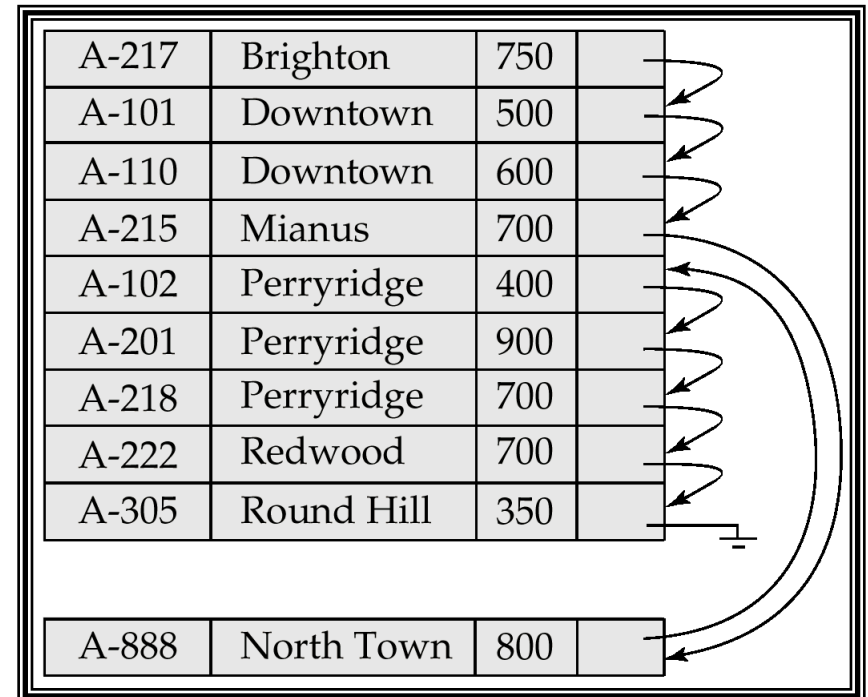 A-217 Brighton 750
A-101 Downtown 500
A-110 Downtown 600
A-215 Mianus 700
A-102 Perryridge 400
A-201 Perryridge 900
A-218 Perryridge 700
A-222 Redwood 700
A-305 Round Hill 350
A-888 North Town 800